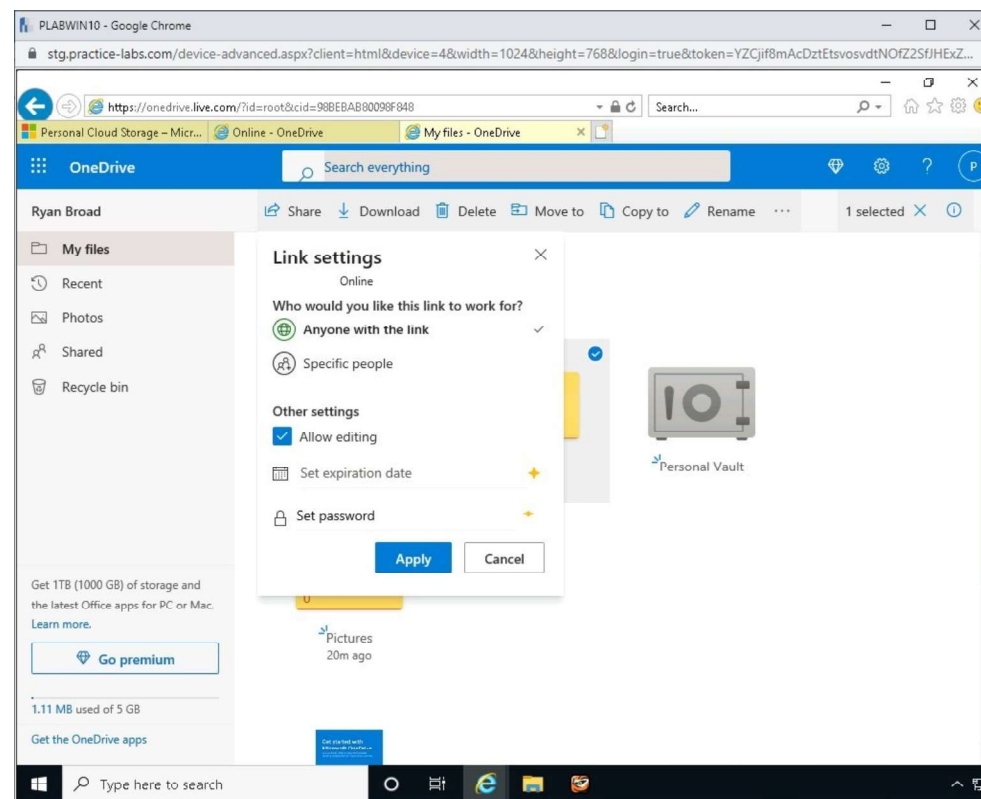 PLABWIN10 - Google Chrome
stg.practice-labs.com/device-advanced.aspx?client=html&device=4&width=1024&height=768&login=true&token=YZCjif8mAcDztEtsvosvdtNOfZ2SfJHExZ...
https://onedrive.live.com/?id=root&cid=98BEBAB80098F848 Search...
Personal Cloud Storage – Micr... Online - OneDrive My files - OneDrive
OneDrive Search everything ? P
Ryan Broad Share Download Delete Move to Copy to Rename ... 1 selected
My files
Recent
Photos
Shared
Recycle bin
Link settings
Online
Who would you like this link to work for?
Anyone with the link
Specific people
Other settings
Allow editing
Set expiration date
Set password
Apply Cancel
Personal Vault
0
Pictures
20m ago
Get 1TB (1000 GB) of storage and
the latest Office apps for PC or Mac.
Learn more.
Go premium
1.11 MB used of 5 GB
Get the OneDrive apps
Get started with
Microsoft OneDrive
Type here to search